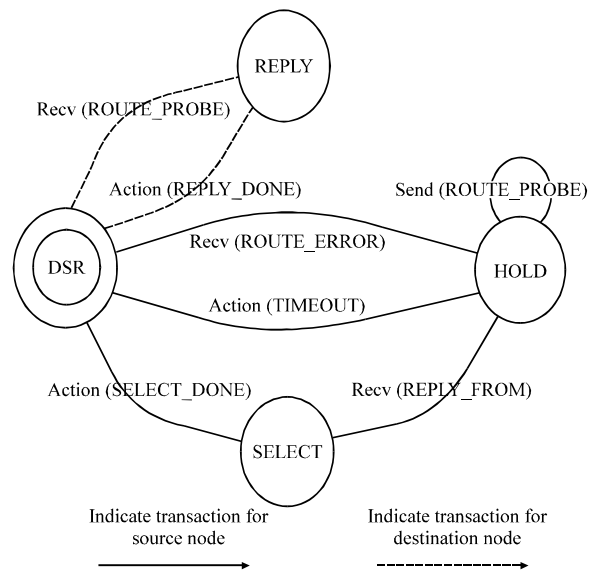 REPLY
Recv (ROUTE_PROBE)
Action (REPLY_DONE)
Send (ROUTE_PROBE)
Recv (ROUTE_ERROR)
DSR
HOLD
Action (TIMEOUT)
Action (SELECT_DONE)
Recv (REPLY_FROM)
SELECT
Indicate transaction for
source node
Indicate transaction for
destination node